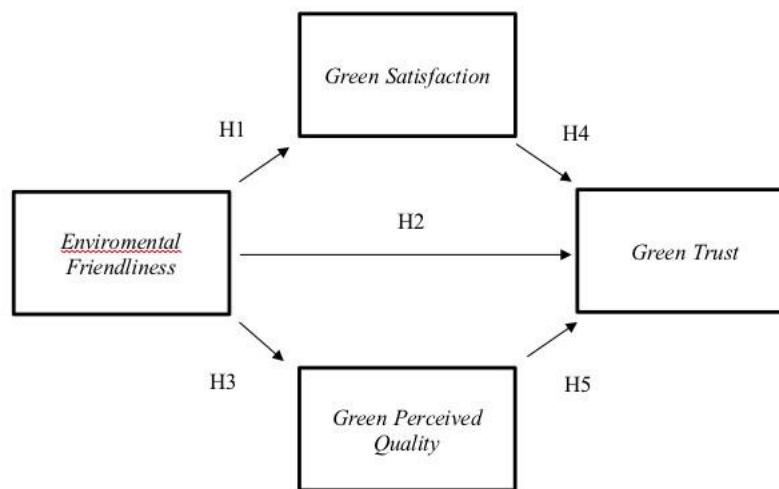 Green Satisfaction
H1
H4
H2
Enviromental
Friendliness
Green Trust
H3
H5
Green Perceived
Quality